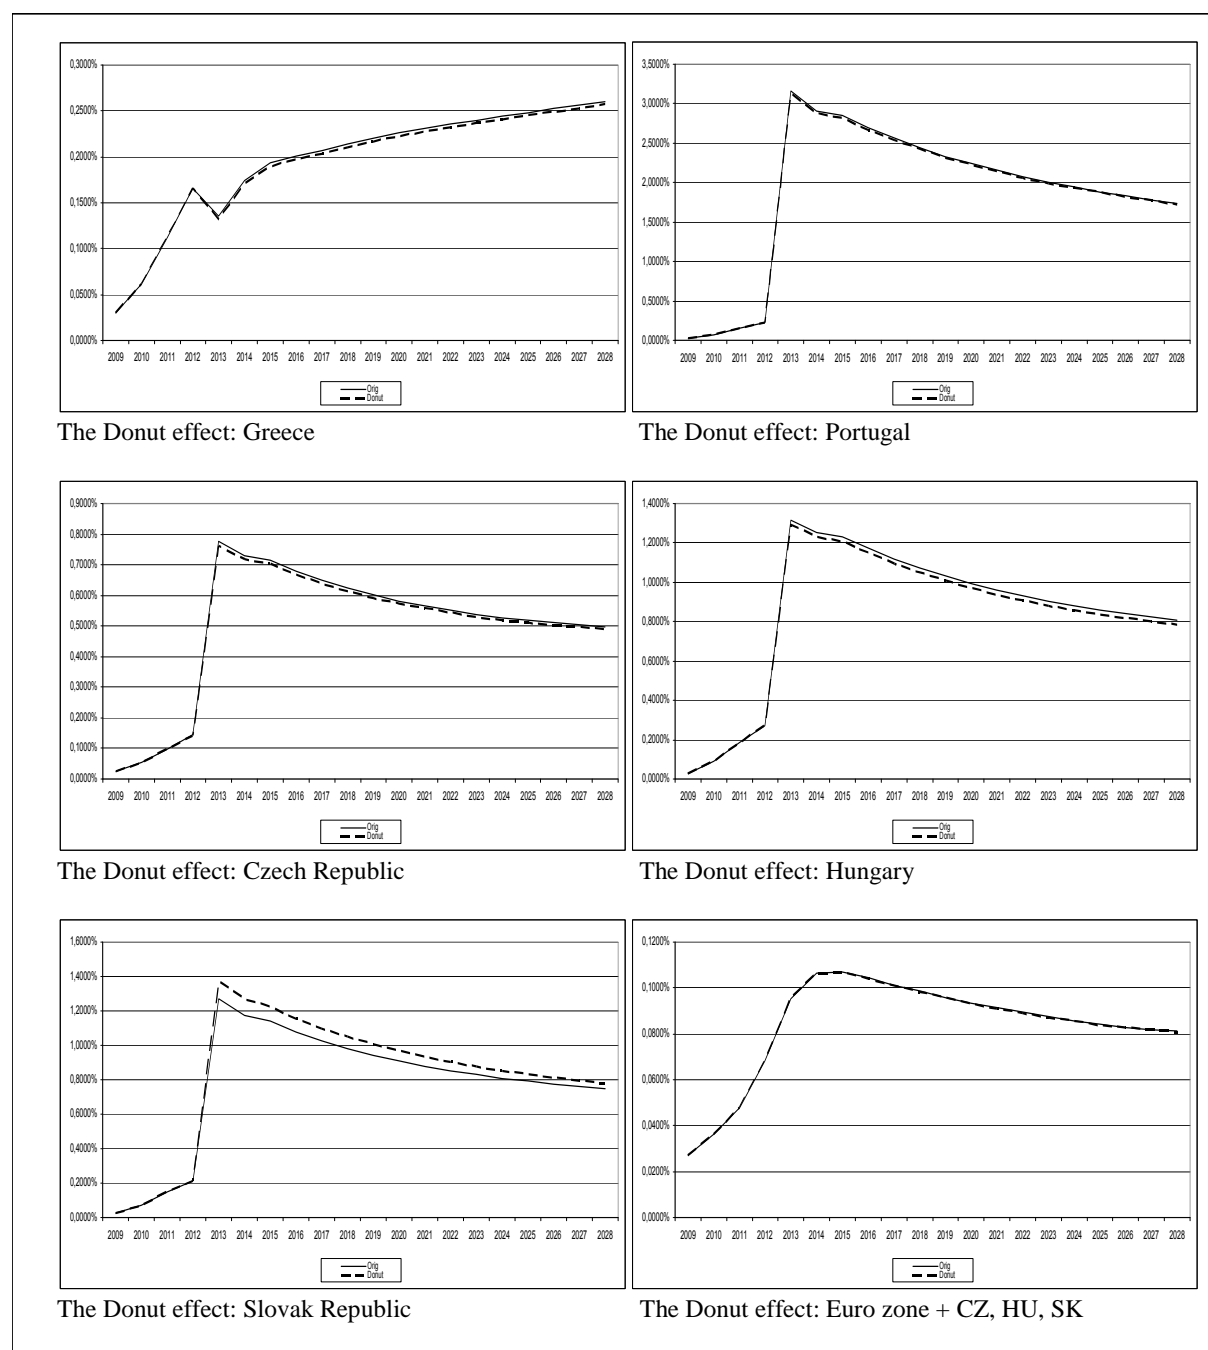 0,3000%
0,2500%
0,2000%
0,1500%
0,1000%
0,0500%
0,0000%
2009 2010 2011 2012 2013 2014 2015 2016 2017 2018 2019 2020 2021 2022 2023 2024 2025 2026 2027 2028
Orig
Donut
The Donut effect: Greece
3,5000%
3,0000%
2,5000%
2,0000%
1,5000%
1,0000%
0,5000%
0,0000%
2009 2010 2011 2012 2013 2014 2015 2016 2017 2018 2019 2020 2021 2022 2023 2024 2025 2026 2027 2028
Orig
Donut
The Donut effect: Portugal
0,9000%
0,8000%
0,7000%
0,6000%
0,5000%
0,4000%
0,3000%
0,2000%
0,1000%
0,0000%
2009 2010 2011 2012 2013 2014 2015 2016 2017 2018 2019 2020 2021 2022 2023 2024 2025 2026 2027 2028
Orig
Donut
The Donut effect: Czech Republic
1,4000%
1,2000%
1,0000%
0,8000%
0,6000%
0,4000%
0,2000%
0,0000%
2009 2010 2011 2012 2013 2014 2015 2016 2017 2018 2019 2020 2021 2022 2023 2024 2025 2026 2027 2028
Orig
Donut
The Donut effect: Hungary
1,6000%
1,4000%
1,2000%
1,0000%
0,8000%
0,6000%
0,4000%
0,2000%
0,0000%
2009 2010 2011 2012 2013 2014 2015 2016 2017 2018 2019 2020 2021 2022 2023 2024 2025 2026 2027 2028
Orig
Donut
The Donut effect: Slovak Republic
0,1200%
0,1000%
0,0800%
0,0600%
0,0400%
0,0200%
0,0000%
2009 2010 2011 2012 2013 2014 2015 2016 2017 2018 2019 2020 2021 2022 2023 2024 2025 2026 2027 2028
Orig
Donut
The Donut effect: Euro zone + CZ, HU, SK